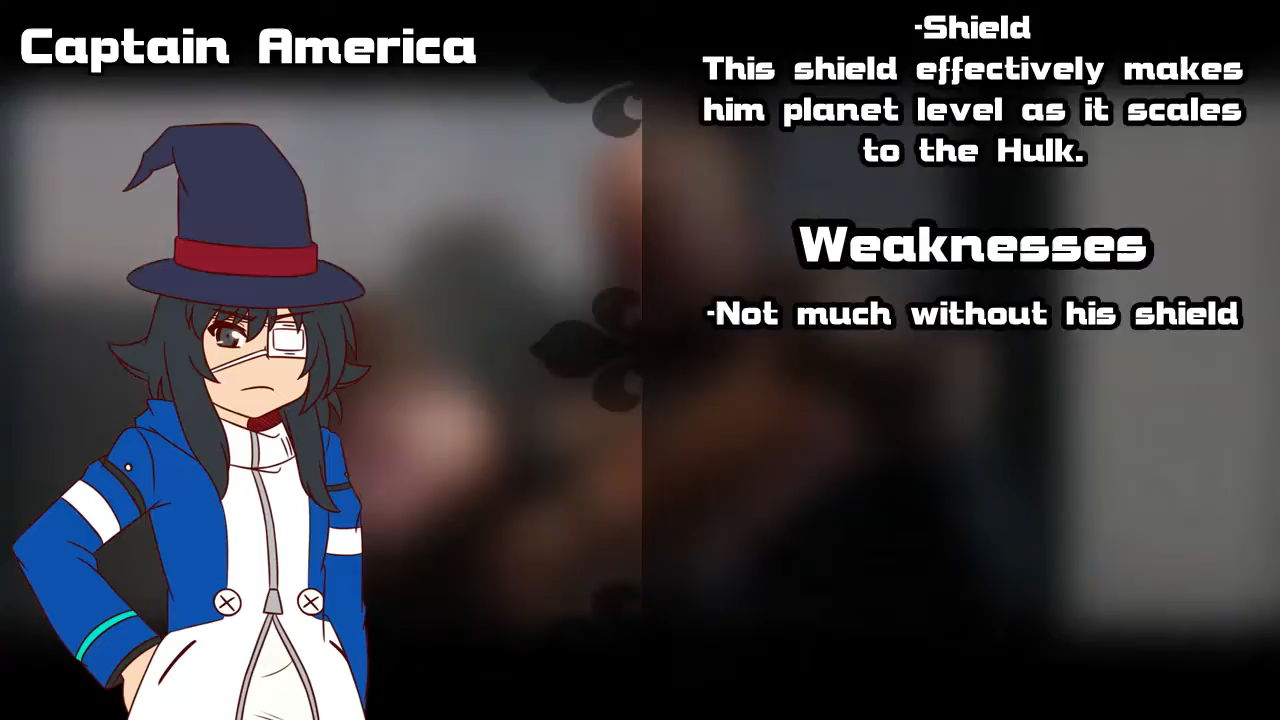 Captain America
-Shield
This shield effectively makes
him planet level as it scales
to the Hulk.
Weaknesses
-Not much without his shield